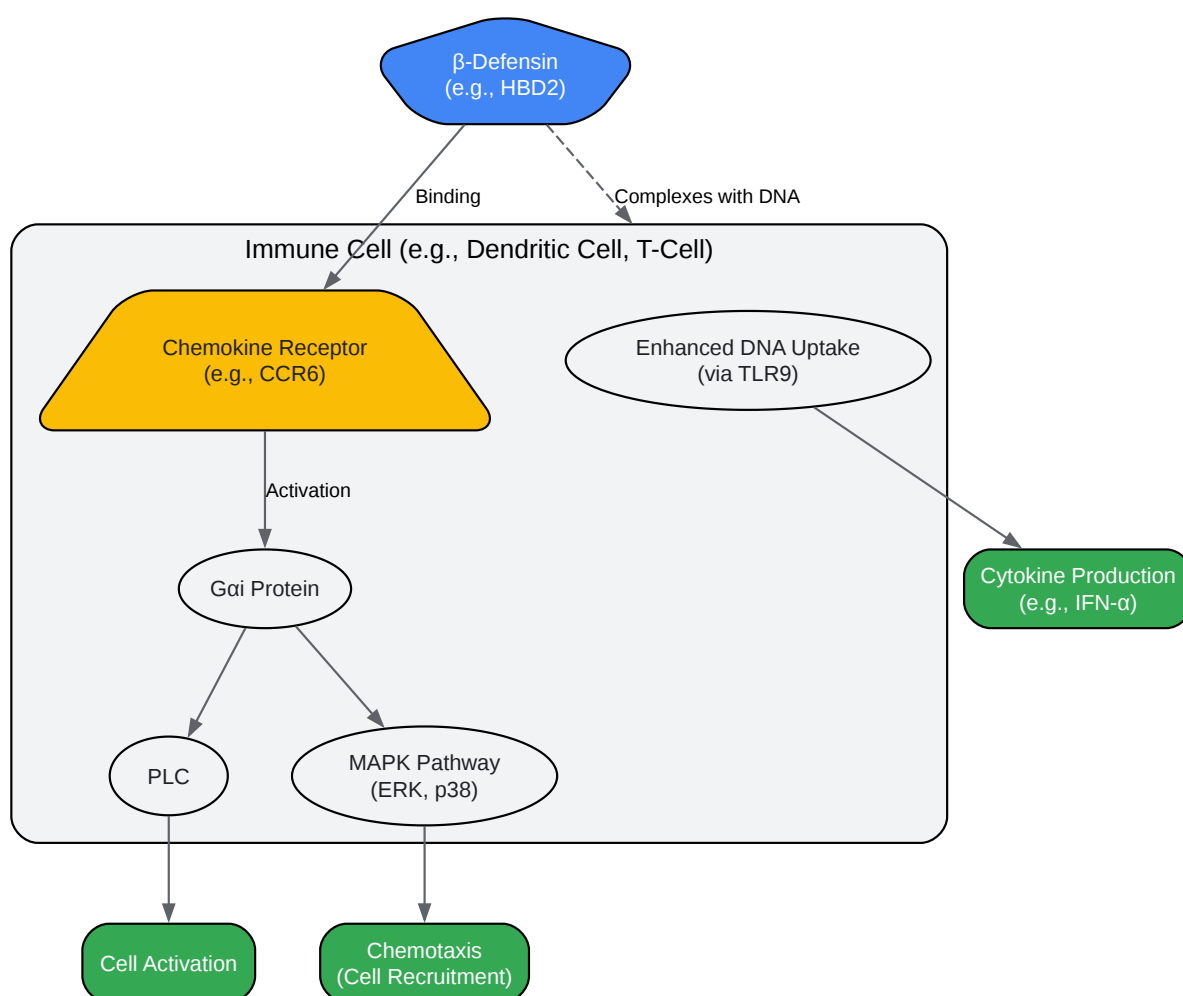 β-Defensin
(e.g., HBD2)
Binding
Complexes with DNA
Immune Cell (e.g., Dendritic Cell, T-Cell)
Chemokine Receptor
(e.g., CCR6)
Enhanced DNA Uptake
(via TLR9)
Activation
Gαi Protein
Cytokine Production
(e.g., IFN-α)
PLC
MAPK Pathway
(ERK, p38)
Cell Activation
Chemotaxis
(Cell Recruitment)